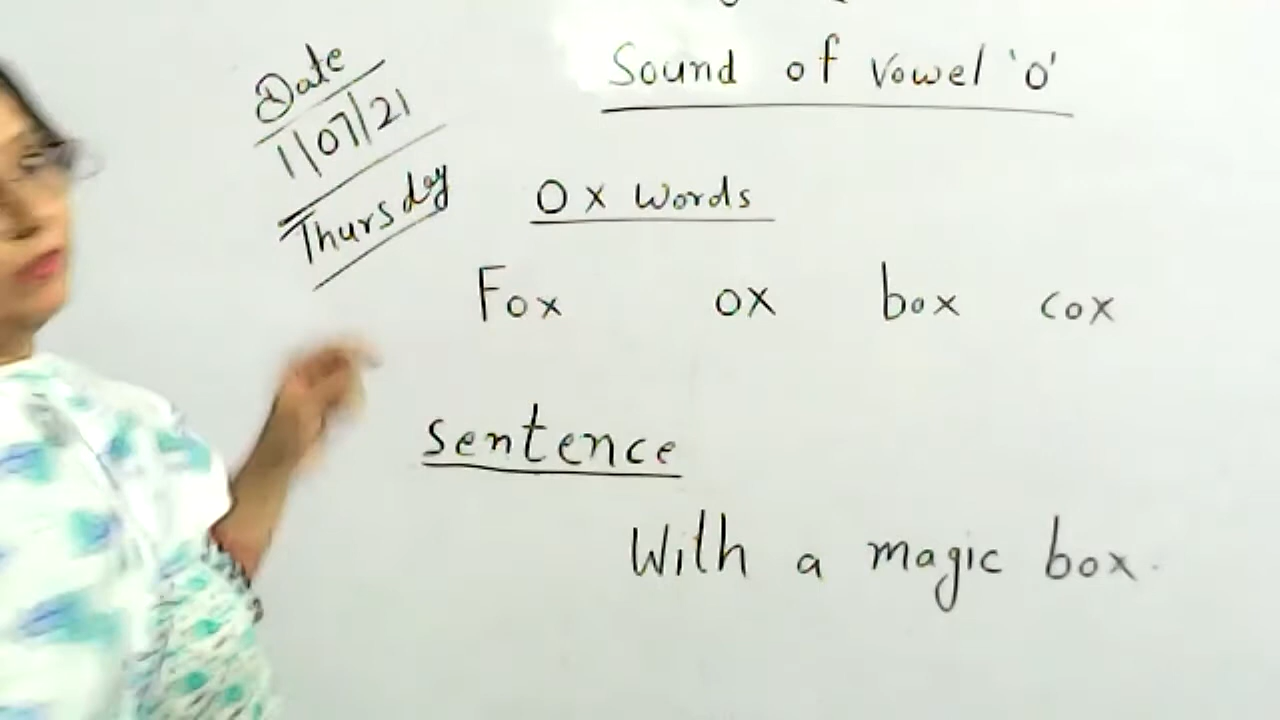 Sound of vowel 'o'
Date
1/07/21
Thursday
Ox words
Fox ox box cox
sentence
With a magic box.